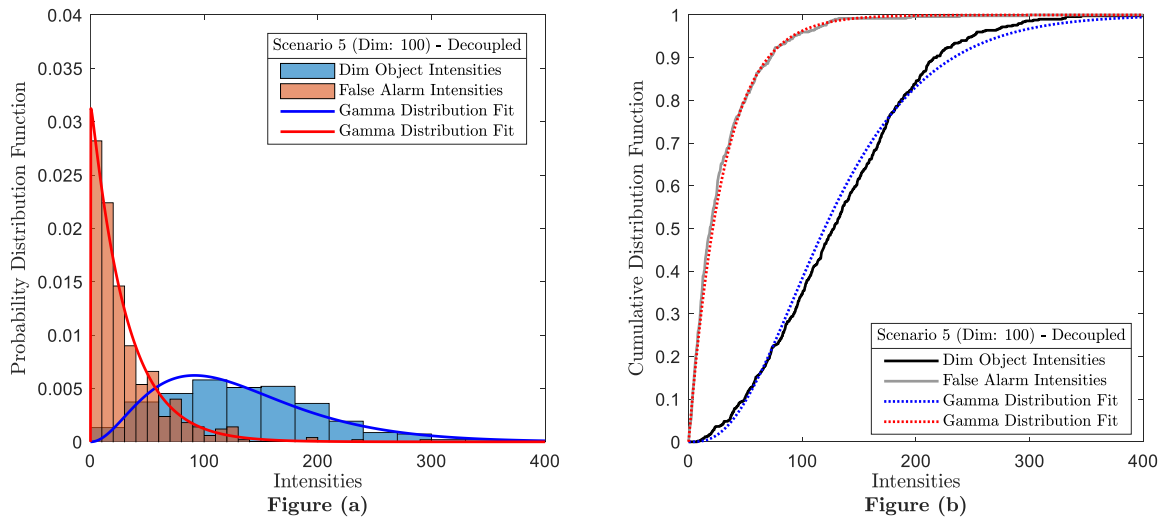 0.04
0.035
0.03
0.025
0.02
0.015
0.01
0.005
0
Probability Distribution Function
Scenario 5 (Dim: 100) - Decoupled
Dim Object Intensities
False Alarm Intensities
Gamma Distribution Fit
Gamma Distribution Fit
0 100 200 300 400
Intensities
Figure (a)
1
0.9
0.8
0.7
0.6
0.5
0.4
0.3
0.2
0.1
0
Cumulative Distribution Function
Scenario 5 (Dim: 100) - Decoupled
Dim Object Intensities
False Alarm Intensities
Gamma Distribution Fit
Gamma Distribution Fit
0 100 200 300 400
Intensities
Figure (b)